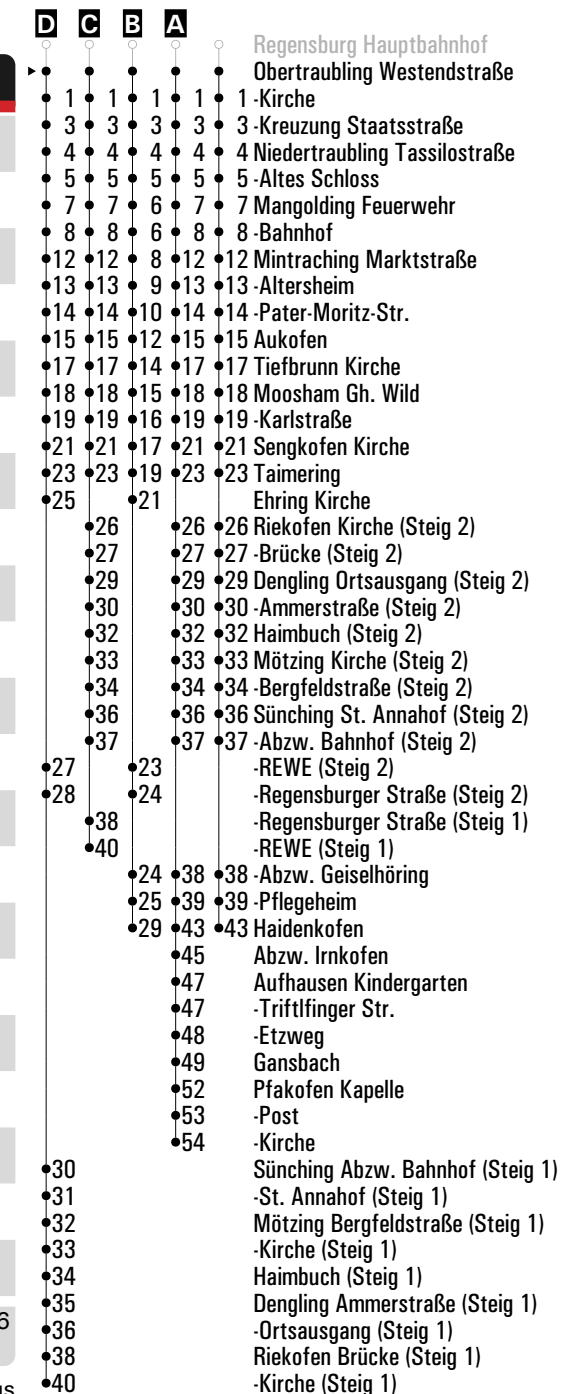 D C B A
Regensburg Hauptbahnhof
Obertraubling Westendstraße
1 1 1 1 1 -Kirche
3 3 3 3 3 -Kreuzung Staatsstraße
4 4 4 4 4 Niedertraubling Tassilostraße
5 5 5 5 5 -Altes Schloss
7 7 6 7 7 Mangolding Feuerwehr
8 8 6 8 8 -Bahnhof
12 12 8 12 12 Mintraching Marktstraße
13 13 9 13 13 -Altersheim
14 14 10 14 14 -Pater-Moritz-Str.
15 15 12 15 15 Aukofen
17 17 14 17 17 Tiefbrunn Kirche
18 18 15 18 18 Moosham Gh. Wild
19 19 16 19 19 -Karlstraße
21 21 17 21 21 Sengkofen Kirche
23 23 19 23 23 Taimering
25 21 Ehring Kirche
26 26 26 Riekofen Kirche (Steig 2)
27 27 27 -Brücke (Steig 2)
29 29 29 Dengling Ortsausgang (Steig 2)
30 30 30 -Ammerstraße (Steig 2)
32 32 32 Haimbuch (Steig 2)
33 33 33 Mötzing Kirche (Steig 2)
34 34 34 -Bergfeldstraße (Steig 2)
36 36 36 Sünching St. Annahof (Steig 2)
37 37 37 -Abzw. Bahnhof (Steig 2)
27 23 -REWE (Steig 2)
28 24 -Regensburger Straße (Steig 2)
38 -Regensburger Straße (Steig 1)
40 -REWE (Steig 1)
24 38 38 -Abzw. Geiselhöring
25 39 39 -Pflegeheim
29 43 43 Haidenkofen
45 Abzw. Irnkofen
47 Aufhausen Kindergarten
47 -Triftlfinger Str.
48 -Etzweg
49 Gansbach
52 Pfakofen Kapelle
53 -Post
54 -Kirche
30 Sünching Abzw. Bahnhof (Steig 1)
31 -St. Annahof (Steig 1)
32 Mötzing Bergfeldstraße (Steig 1)
33 -Kirche (Steig 1)
34 Haimbuch (Steig 1)
35 Dengling Ammerstraße (Steig 1)
6 36 -Ortsausgang (Steig 1)
38 Riekofen Brücke (Steig 1)
40 -Kirche (Steig 1)